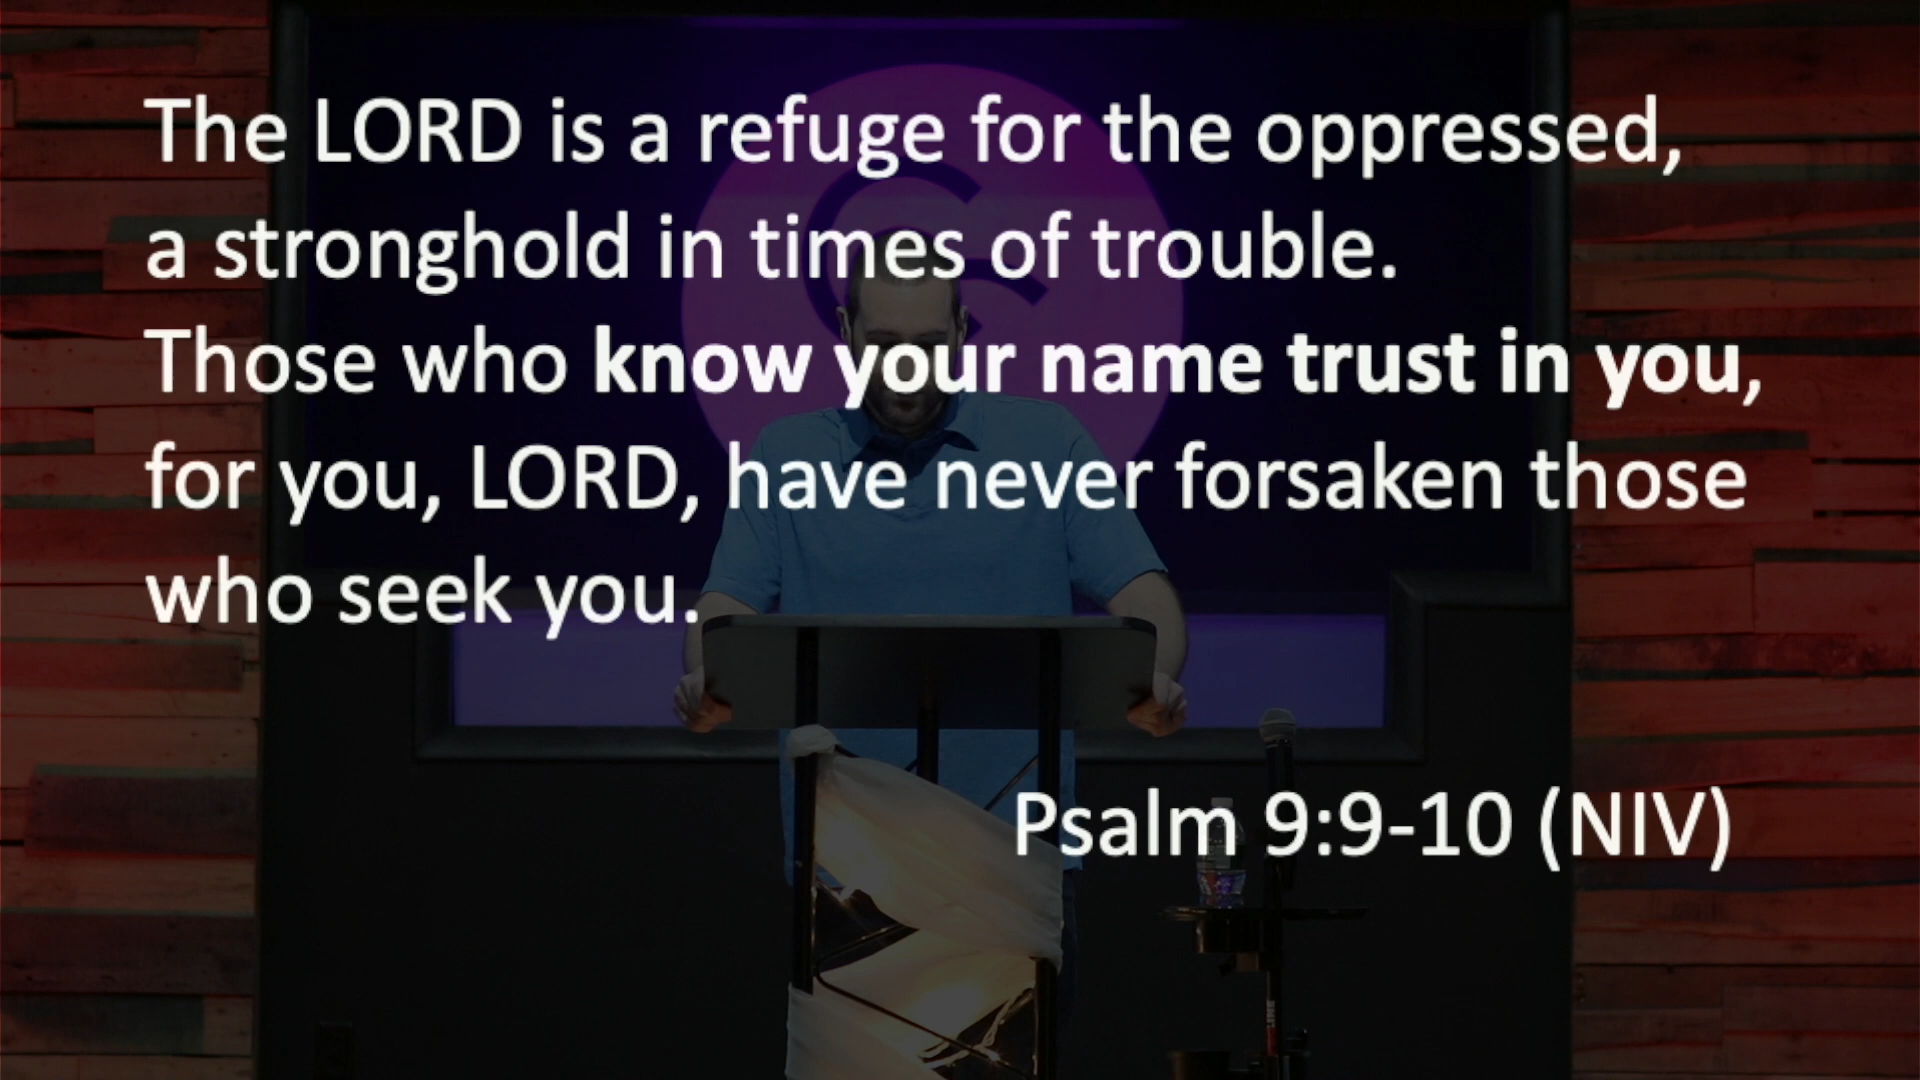 The LORD is a refuge for the oppressed,
a stronghold in times of trouble.
Those who know your name trust in you,
for you, LORD, have never forsaken those
who seek you.
Psalm 9:9-10 (NIV)